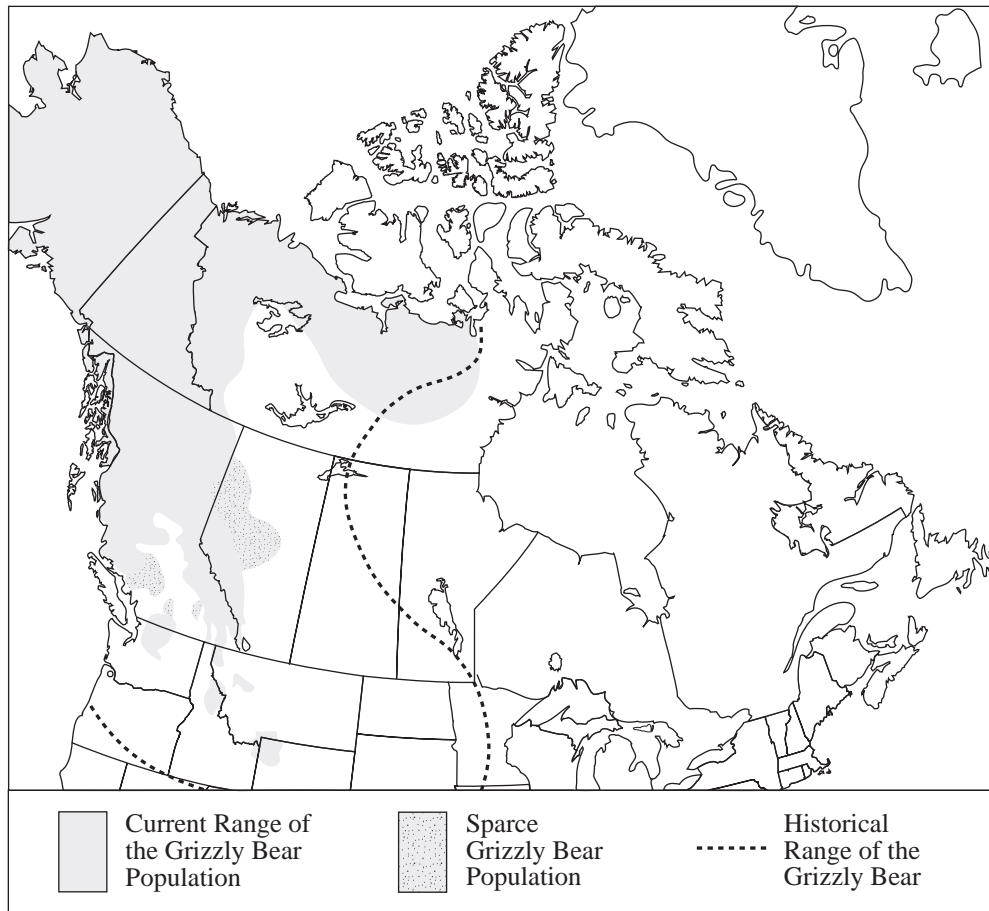 Current Range of
the Grizzly Bear
Population
Sparce
Grizzly Bear
Population
Historical
Range of the
Grizzly Bear